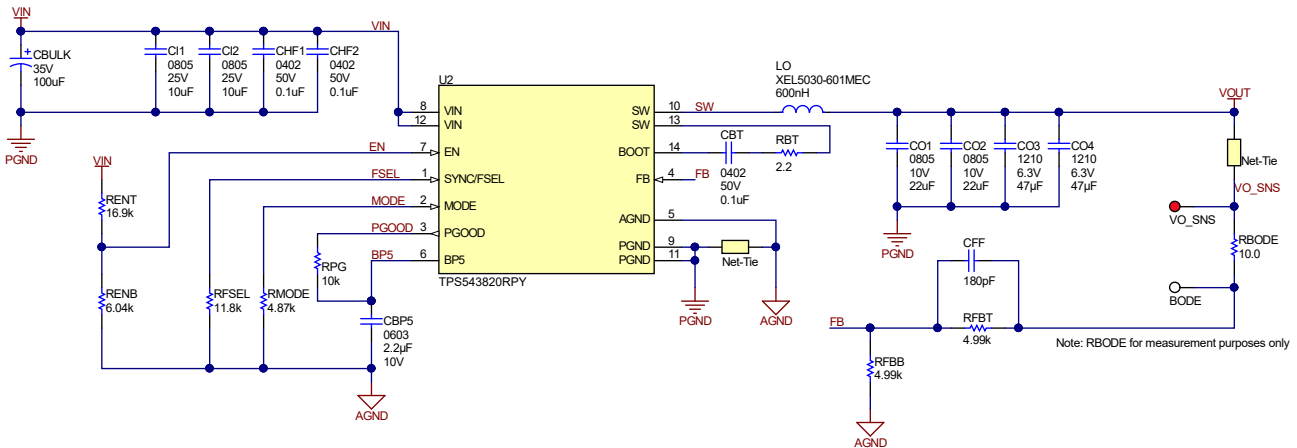 VIN
VIN
CBULK
35V
100uF
+
CI1
0805
25V
10uF
CI2
0805
25V
10uF
CHF1
0402
50V
0.1uF
CHF2
0402
50V
0.1uF
PGND
VIN
RENT
16.9k
RENB
6.04k
EN
FSEL
MODE
PGOOD
BP5
RFSEL
11.8k
RMODE
4.87k
RPG
10k
CBP5
0603
2.2µF
10V
AGND
U2
8 VIN
12 VIN
7 EN
1 SYNC/FSEL
2 MODE
3 PGOOD
6 BP5
SW 10
SW 13
BOOT 14
FB 4
AGND 5
PGND 9
PGND 11
TPS543820RPY
SW
LO
XEL5030-601MEC
600nH
CBT
0402
50V
0.1uF
RBT
2.2
FB
Net-Tie
PGND
AGND
CO1
0805
10V
22uF
CO2
0805
10V
22uF
CO3
1210
6.3V
47µF
CO4
1210
6.3V
47µF
PGND
VOUT
Net-Tie
VO_SNS
VO_SNS
RBODE
10.0
BODE
CFF
180pF
FB
RFBT
4.99k
RFBB
4.99k
AGND
Note: RBODE for measurement purposes only